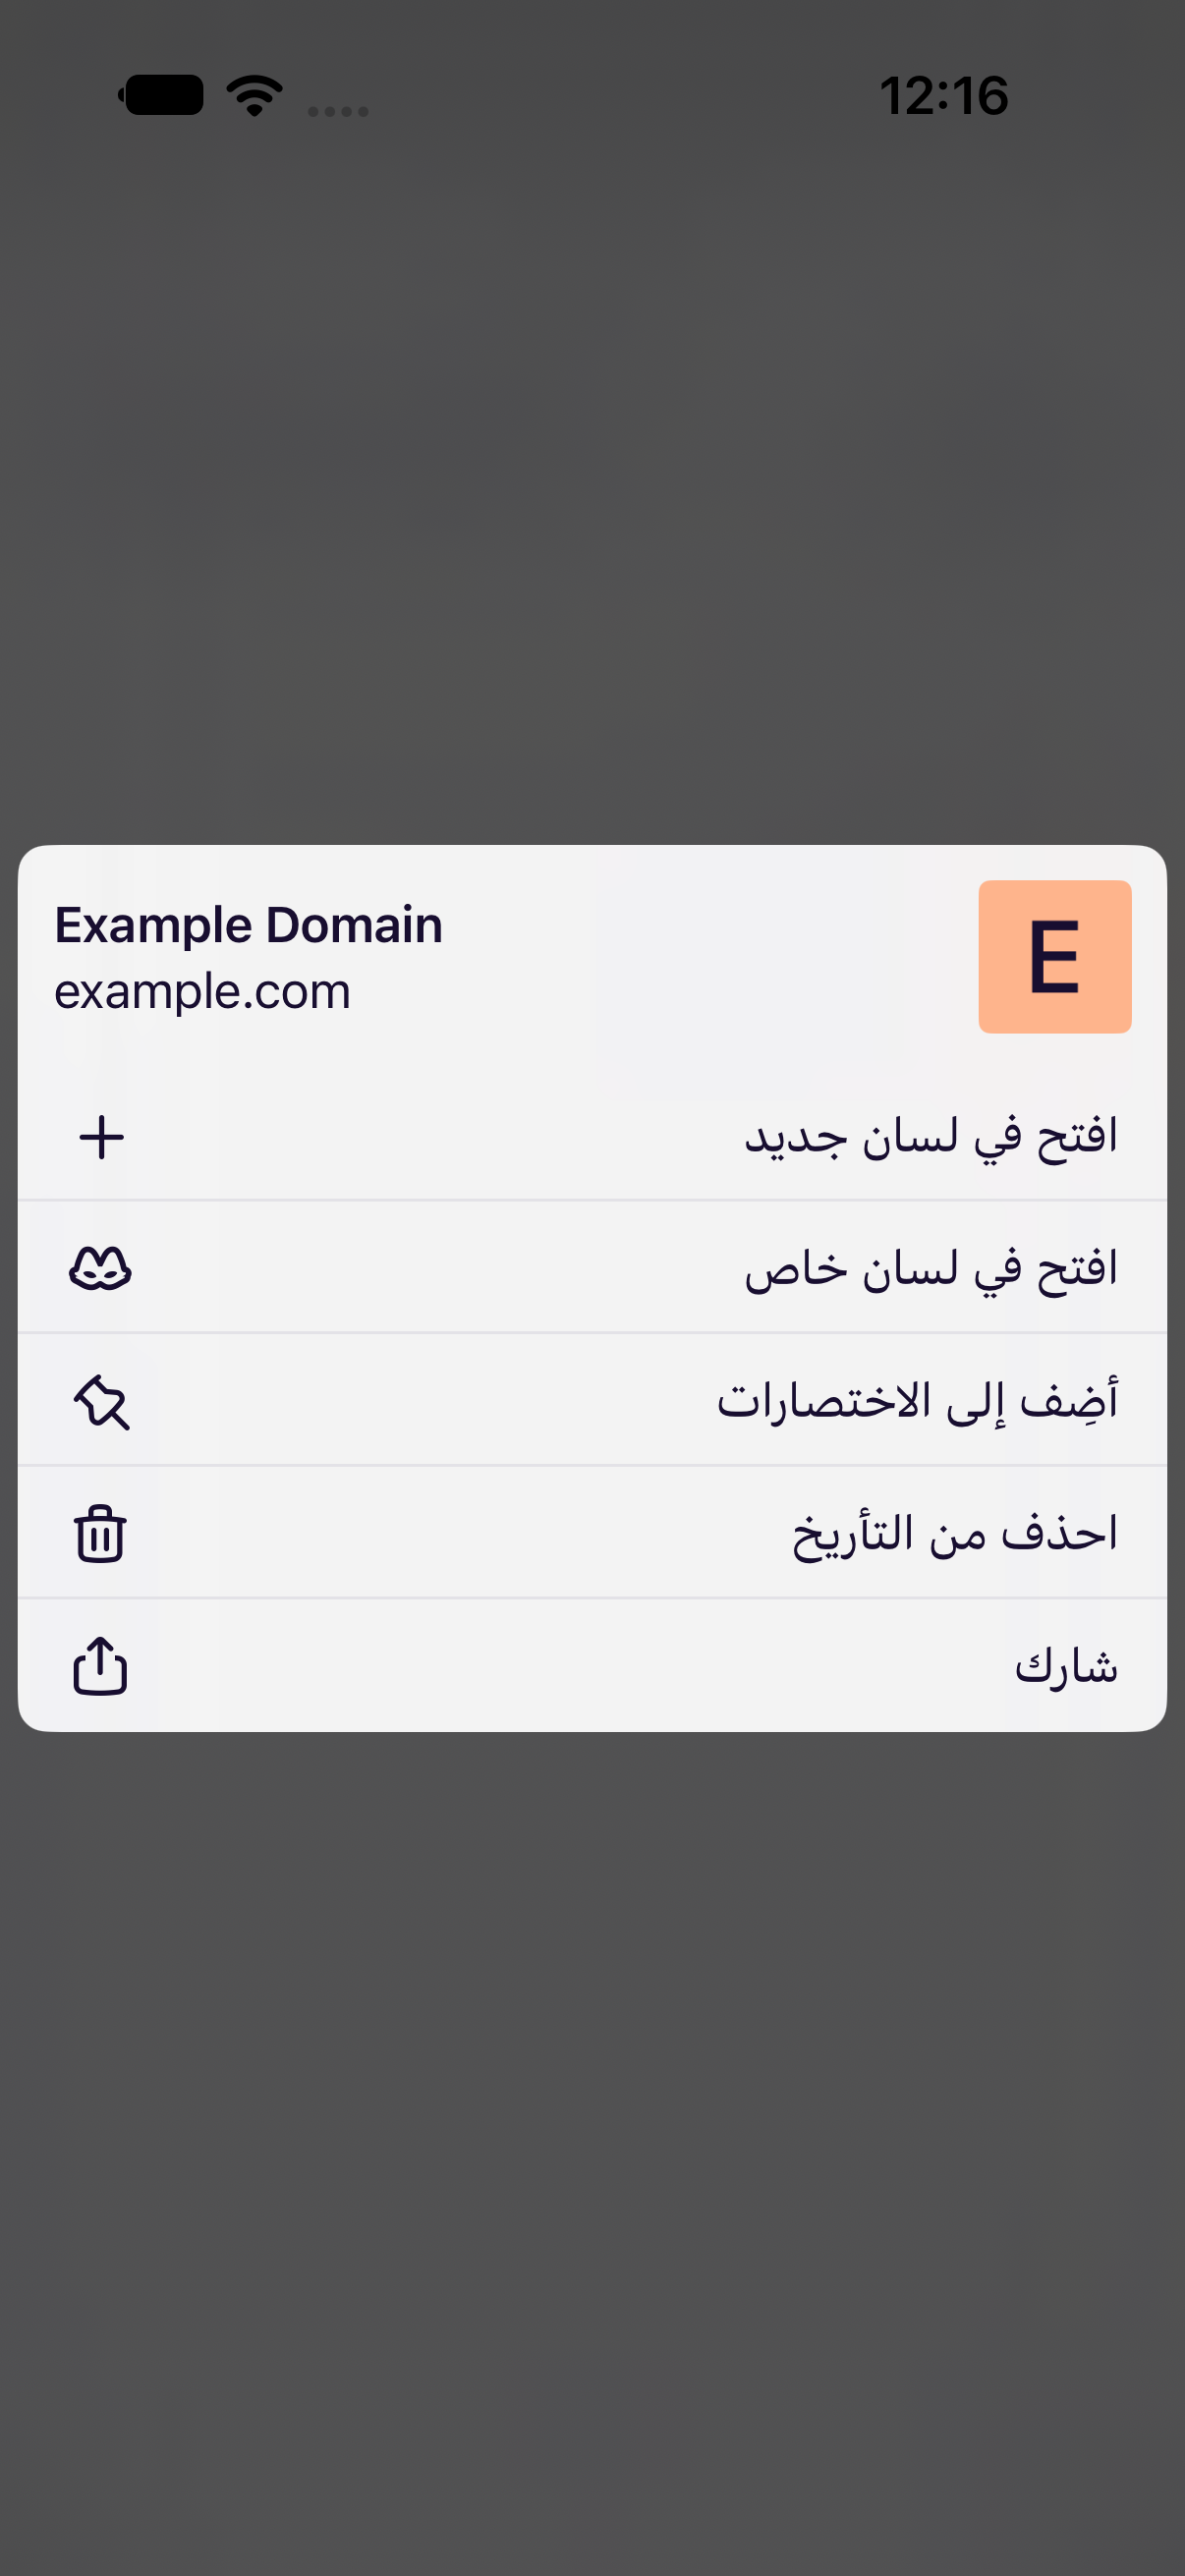 12:16
Example Domain
example.com
E
افتح في لسان جديد
افتح في لسان خاص
أضِف إلى الاختصارات
احذف من التأريخ
شارك